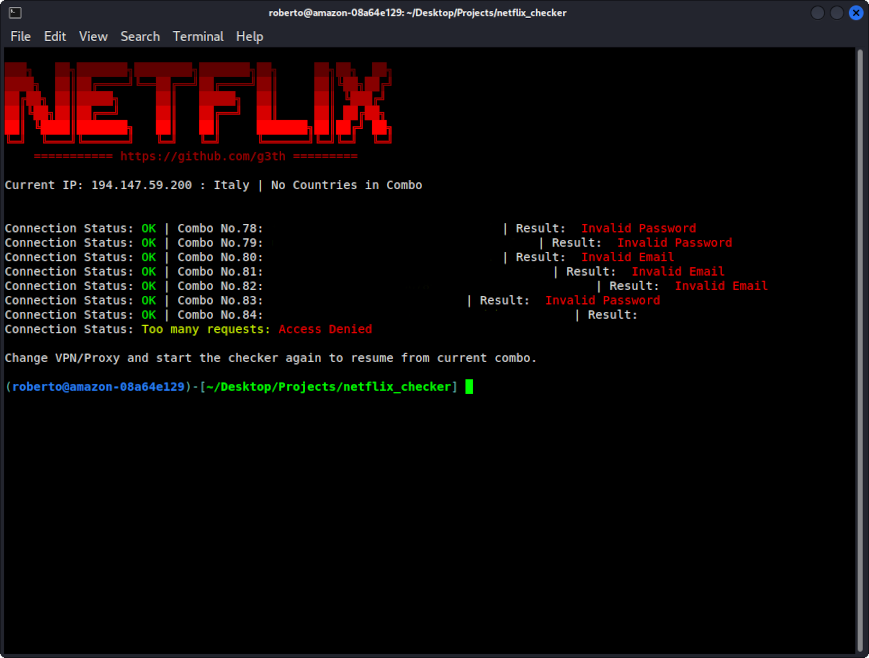 roberto@amazon-08a64e129: ~/Desktop/Projects/netflix_checker
File Edit View Search Terminal Help
NETFLIX
=========== https://github.com/g3th =========
Current IP: 194.147.59.200 : Italy | No Countries in Combo
Connection Status: OK | Combo No.78: | Result: Invalid Password
Connection Status: OK | Combo No.79: | Result: Invalid Password
Connection Status: OK | Combo No.80: | Result: Invalid Email
Connection Status: OK | Combo No.81: | Result: Invalid Email
Connection Status: OK | Combo No.82: | Result: Invalid Email
Connection Status: OK | Combo No.83: | Result: Invalid Password
Connection Status: OK | Combo No.84: | Result:
Connection Status: Too many requests: Access Denied
Change VPN/Proxy and start the checker again to resume from current combo.
(roberto@amazon-08a64e129)-[~/Desktop/Projects/netflix_checker]